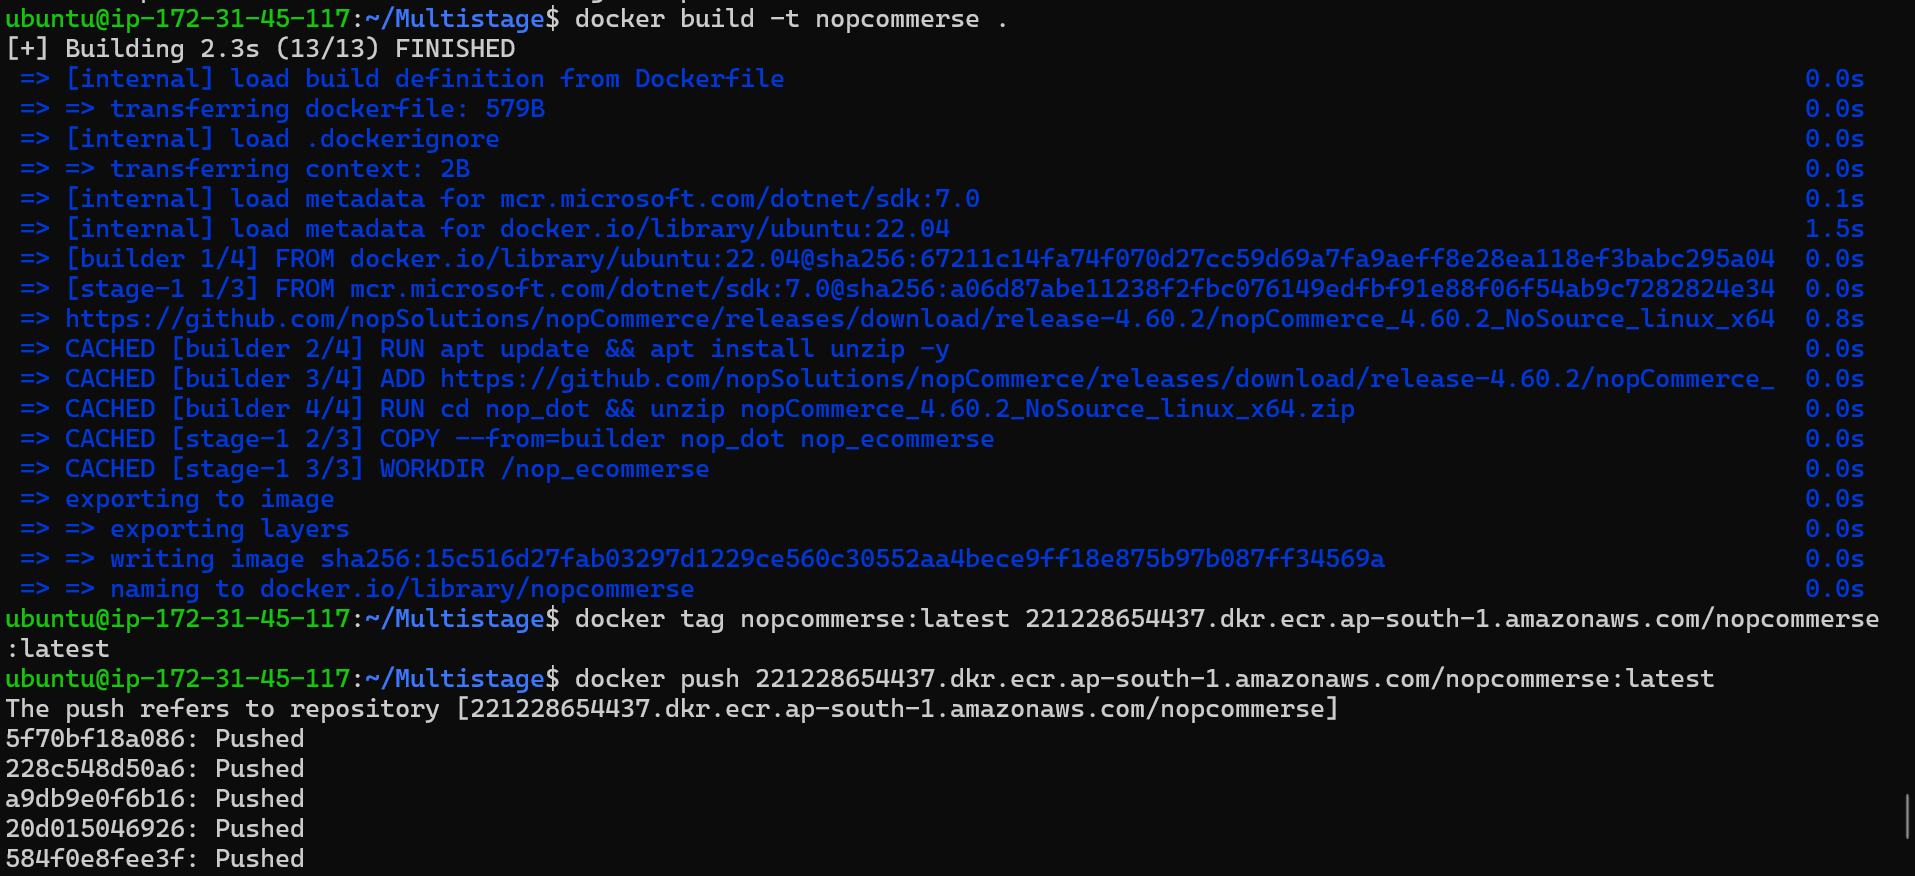 ubuntu@ip-172-31-45-117:~/Multistage$ docker build -t nopcommerse .
[+] Building 2.3s (13/13) FINISHED
=> [internal] load build definition from Dockerfile 0.0s
=> => transferring dockerfile: 579B 0.0s
=> [internal] load .dockerignore 0.0s
=> => transferring context: 2B 0.0s
=> [internal] load metadata for mcr.microsoft.com/dotnet/sdk:7.0 0.1s
=> [internal] load metadata for docker.io/library/ubuntu:22.04 1.5s
=> [builder 1/4] FROM docker.io/library/ubuntu:22.04@sha256:67211c14fa74f070d27cc59d69a7fa9aeff8e28ea118ef3babc295a04 0.0s
=> [stage-1 1/3] FROM mcr.microsoft.com/dotnet/sdk:7.0@sha256:a06d87abe11238f2fbc076149edfbf91e88f06f54ab9c7282824e34 0.0s
=> https://github.com/nopSolutions/nopCommerce/releases/download/release-4.60.2/nopCommerce_4.60.2_NoSource_linux_x64 0.8s
=> CACHED [builder 2/4] RUN apt update && apt install unzip -y 0.0s
=> CACHED [builder 3/4] ADD https://github.com/nopSolutions/nopCommerce/releases/download/release-4.60.2/nopCommerce_ 0.0s
=> CACHED [builder 4/4] RUN cd nop_dot && unzip nopCommerce_4.60.2_NoSource_linux_x64.zip 0.0s
=> CACHED [stage-1 2/3] COPY --from=builder nop_dot nop_ecommerse 0.0s
=> CACHED [stage-1 3/3] WORKDIR /nop_ecommerse 0.0s
=> exporting to image 0.0s
=> => exporting layers 0.0s
=> => writing image sha256:15c516d27fab03297d1229ce560c30552aa4bece9ff18e875b97b087ff34569a 0.0s
=> => naming to docker.io/library/nopcommerse 0.0s
ubuntu@ip-172-31-45-117:~/Multistage$ docker tag nopcommerse:latest 221228654437.dkr.ecr.ap-south-1.amazonaws.com/nopcommerse
:latest
ubuntu@ip-172-31-45-117:~/Multistage$ docker push 221228654437.dkr.ecr.ap-south-1.amazonaws.com/nopcommerse:latest
The push refers to repository [221228654437.dkr.ecr.ap-south-1.amazonaws.com/nopcommerse]
5f70bf18a086: Pushed
228c548d50a6: Pushed
a9db9e0f6b16: Pushed
20d015046926: Pushed
584f0e8fee3f: Pushed